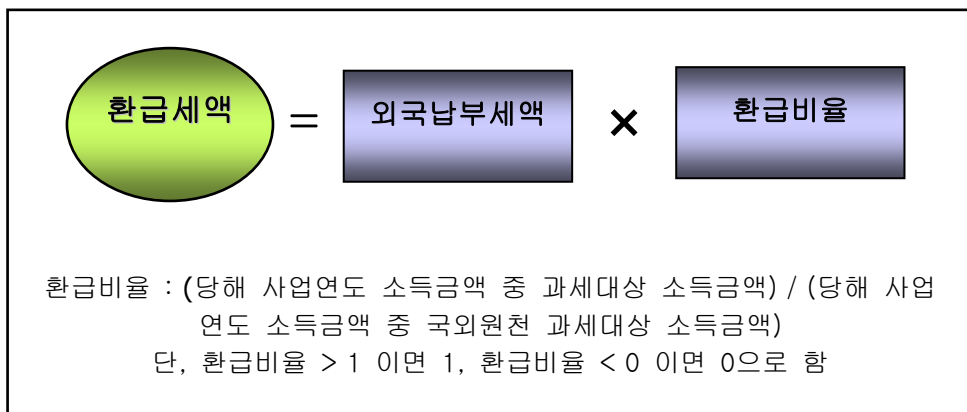 환급세액 = 외국납부세액 × 환급비율
환급비율 : (당해 사업연도 소득금액 중 과세대상 소득금액) / (당해 사업
연도 소득금액 중 국외원천 과세대상 소득금액)
단, 환급비율 > 1 이면 1, 환급비율 < 0 이면 0으로 함